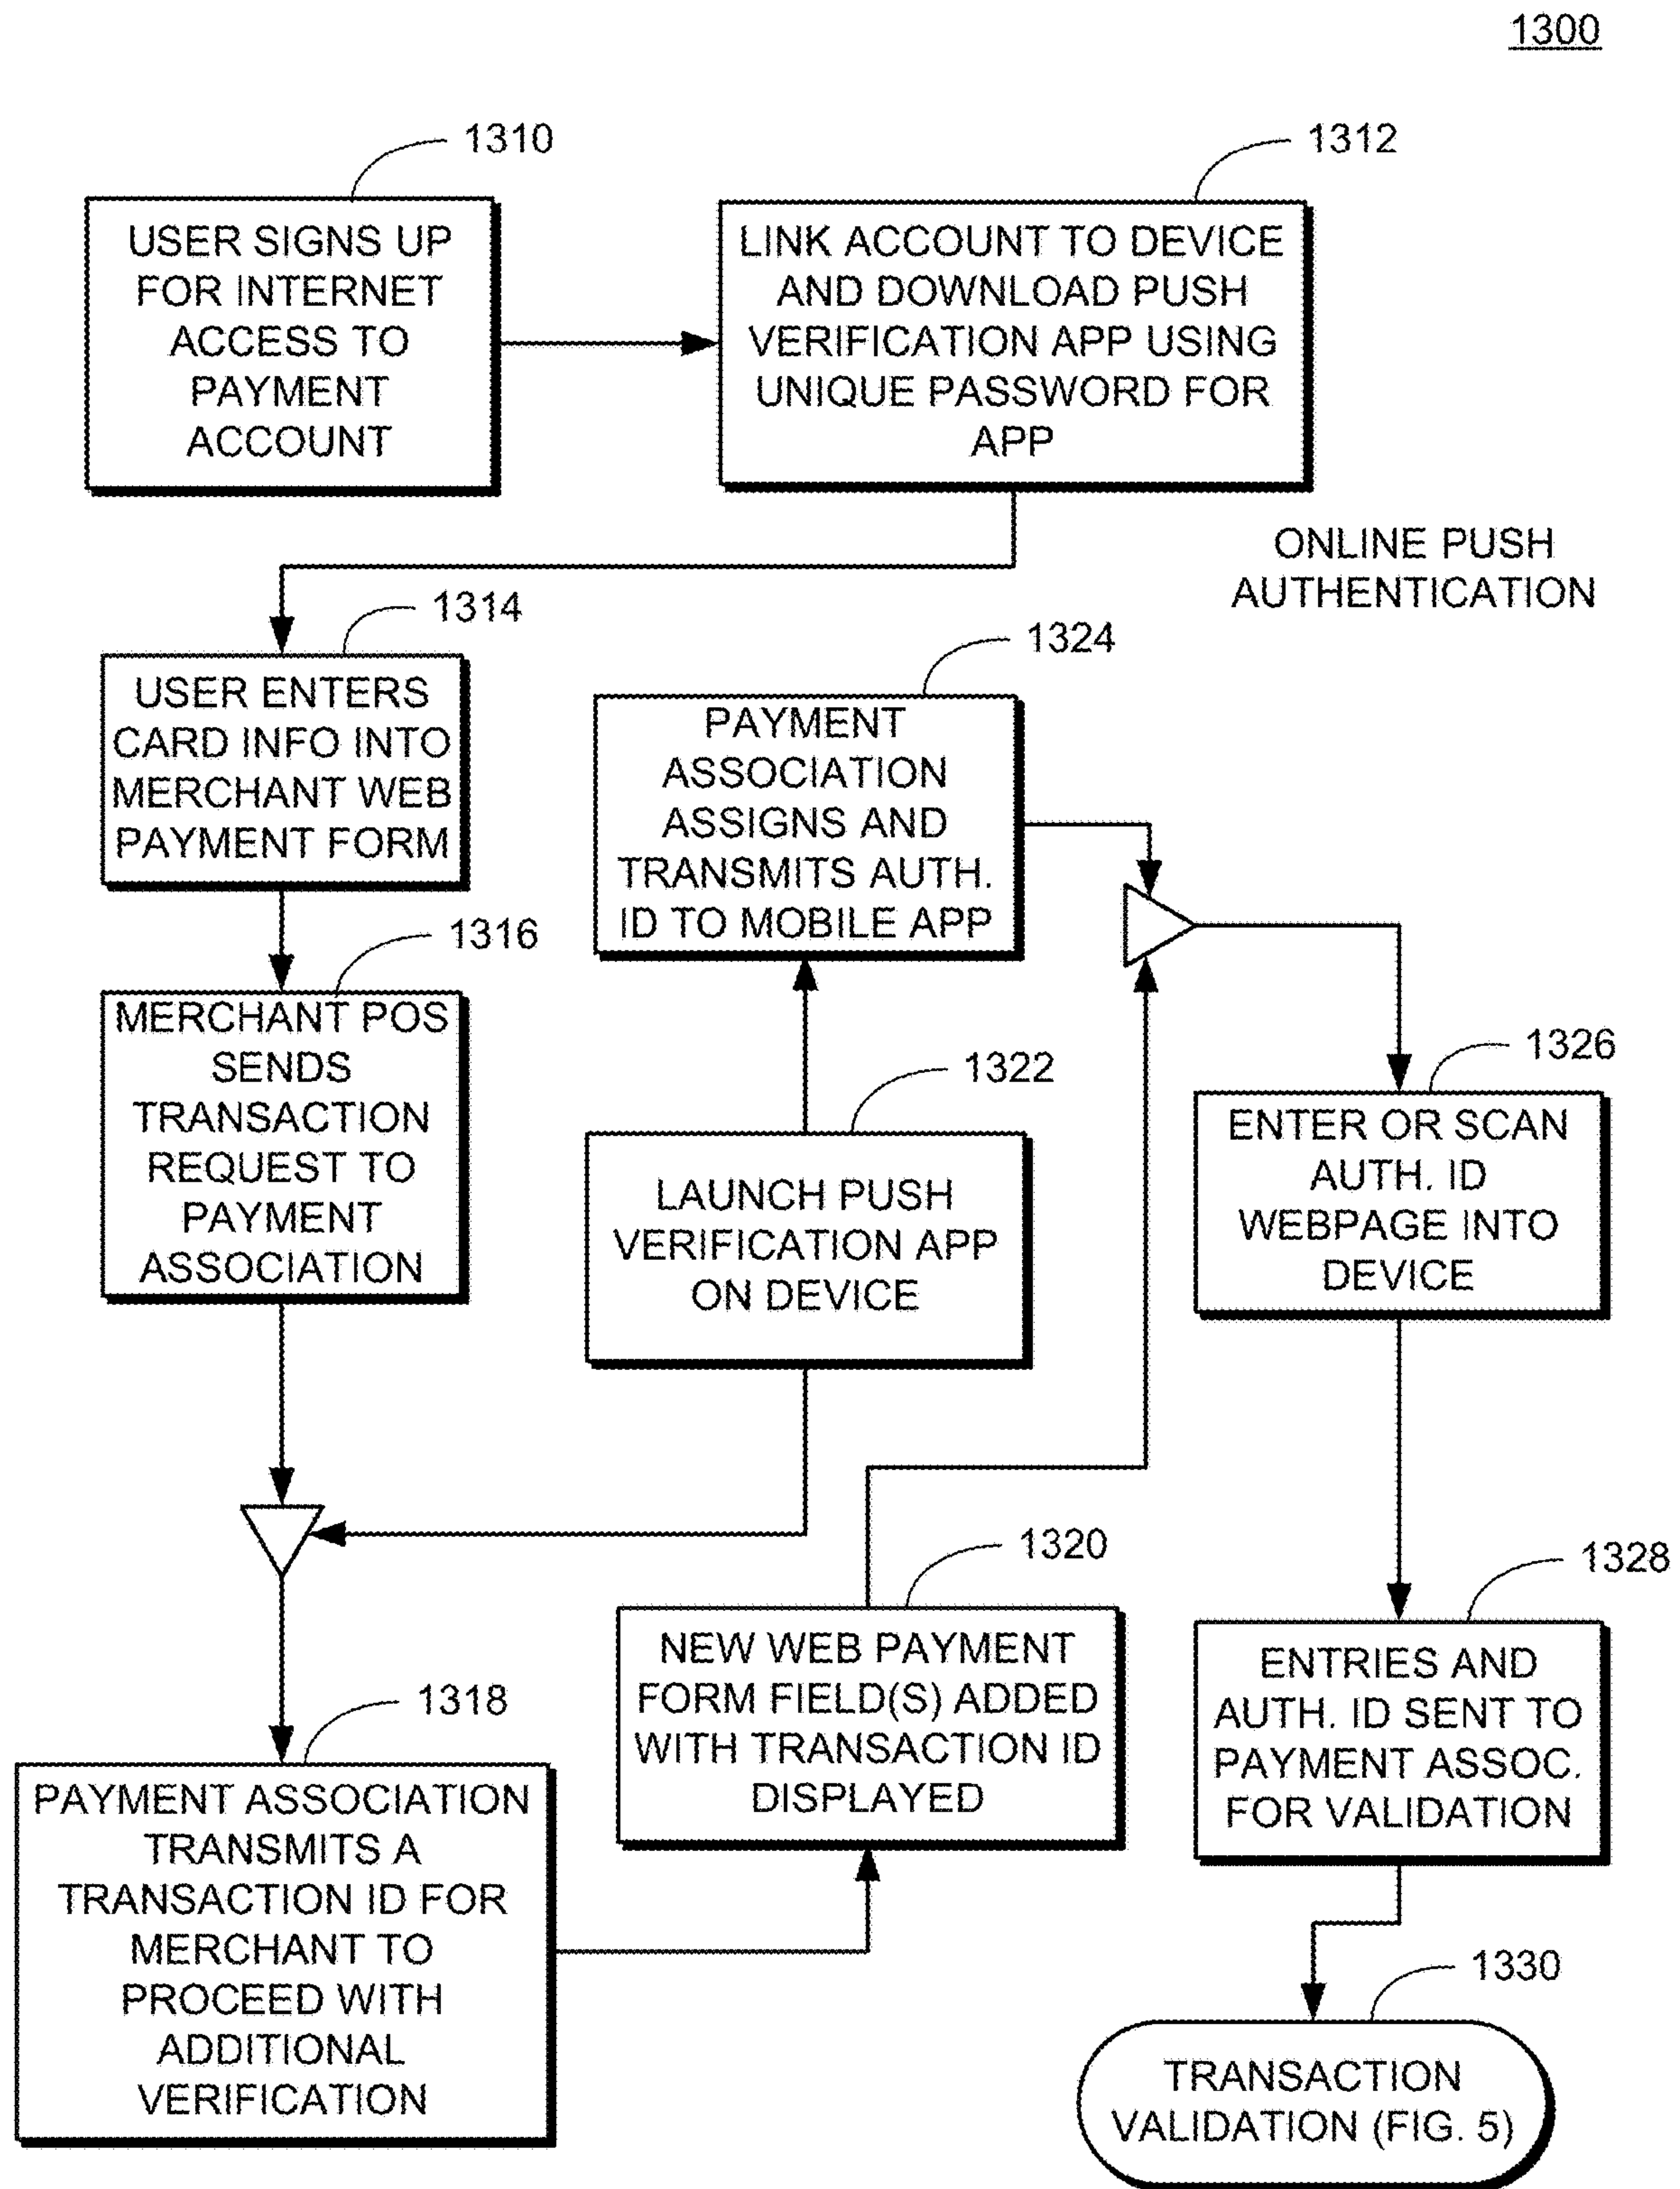 1300
1310
USER SIGNS UP
FOR INTERNET
ACCESS TO
PAYMENT
ACCOUNT
1312
LINK ACCOUNT TO DEVICE
AND DOWNLOAD PUSH
VERIFICATION APP USING
UNIQUE PASSWORD FOR
APP
ONLINE PUSH
AUTHENTICATION
1314
USER ENTERS
CARD INFO INTO
MERCHANT WEB
PAYMENT FORM
1316
MERCHANT POS
SENDS
TRANSACTION
REQUEST TO
PAYMENT
ASSOCIATION
1318
PAYMENT ASSOCIATION
TRANSMITS A
TRANSACTION ID FOR
MERCHANT TO
PROCEED WITH
ADDITIONAL
VERIFICATION
1324
PAYMENT
ASSOCIATION
ASSIGNS AND
TRANSMITS AUTH.
ID TO MOBILE APP
1322
LAUNCH PUSH
VERIFICATION APP
ON DEVICE
1320
NEW WEB PAYMENT
FORM FIELD(S) ADDED
WITH TRANSACTION ID
DISPLAYED
1326
ENTER OR SCAN
AUTH. ID
WEBPAGE INTO
DEVICE
1328
ENTRIES AND
AUTH. ID SENT TO
PAYMENT ASSOC.
FOR VALIDATION
1330
TRANSACTION
VALIDATION (FIG. 5)